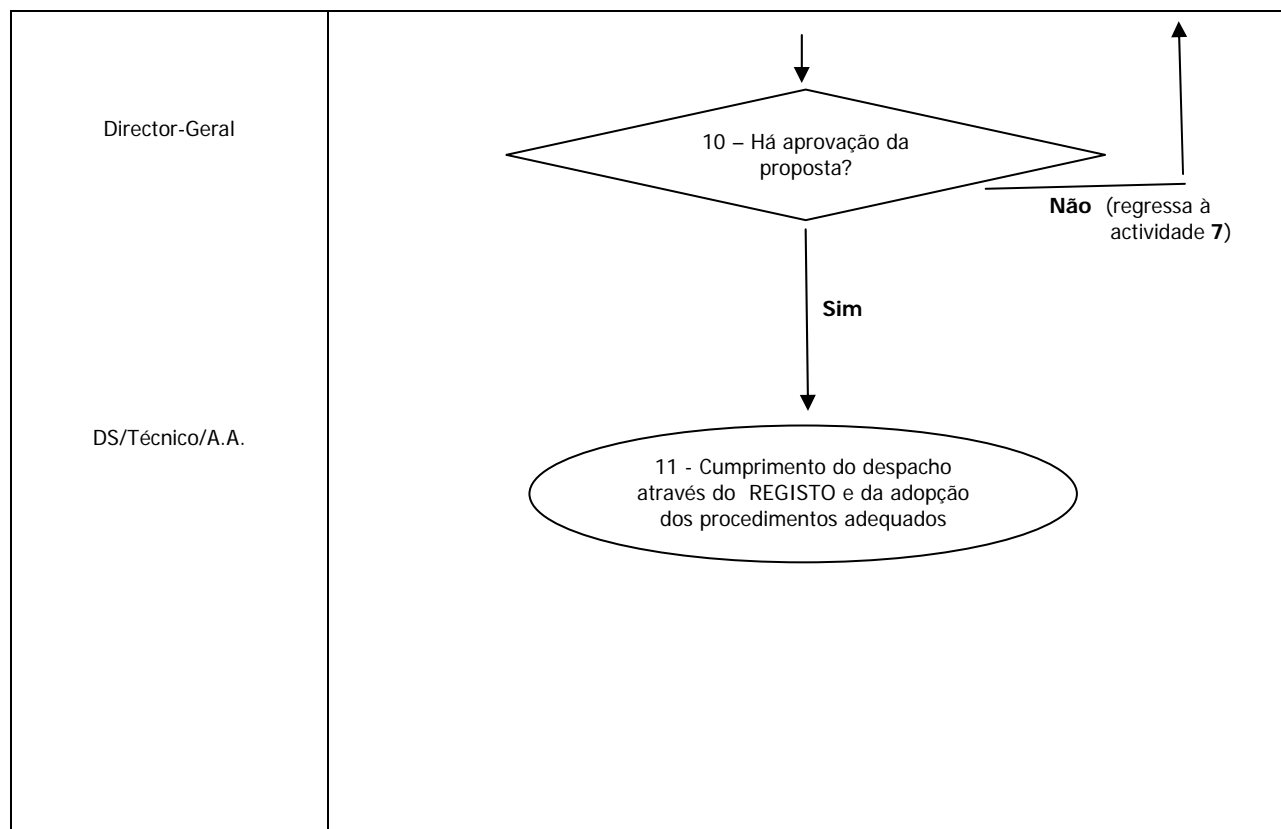 Director-Geral
10 – Há aprovação da
proposta?
Não (regressa à
actividade 7)
Sim
DS/Técnico/A.A.
11 - Cumprimento do despacho
através do REGISTO e da adopção
dos procedimentos adequados